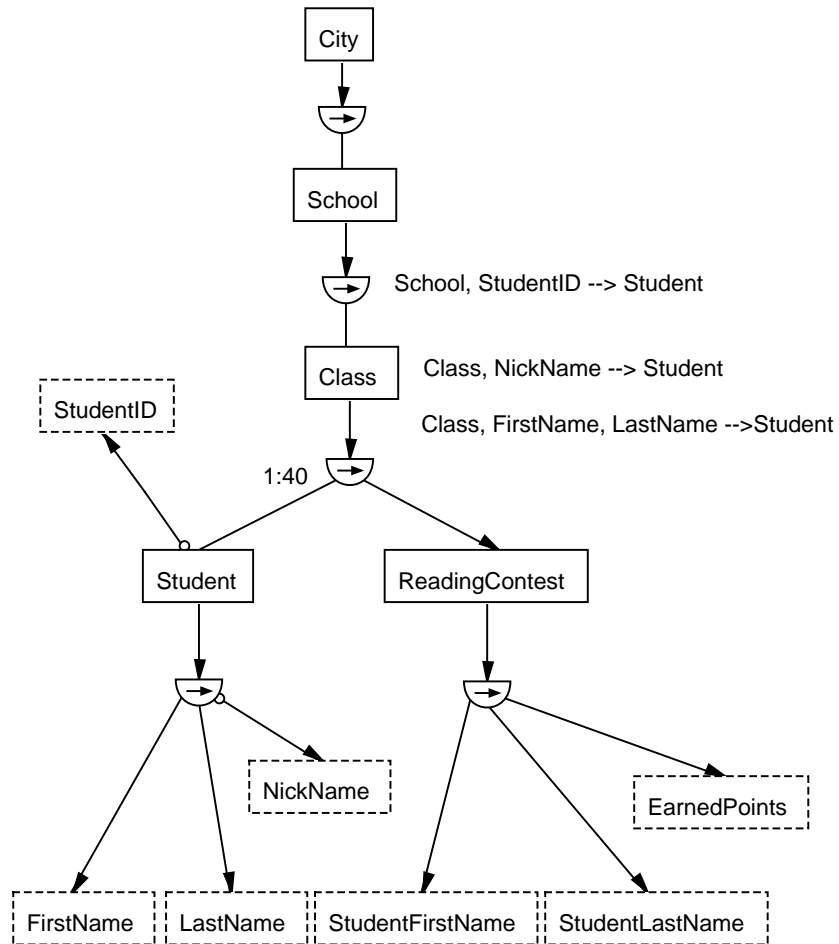 City
School
School, StudentID --> Student
Class
Class, NickName --> Student
StudentID
Class, FirstName, LastName -->Student
1:40
Student
ReadingContest
NickName
EarnedPoints
FirstName
LastName
StudentFirstName
StudentLastName